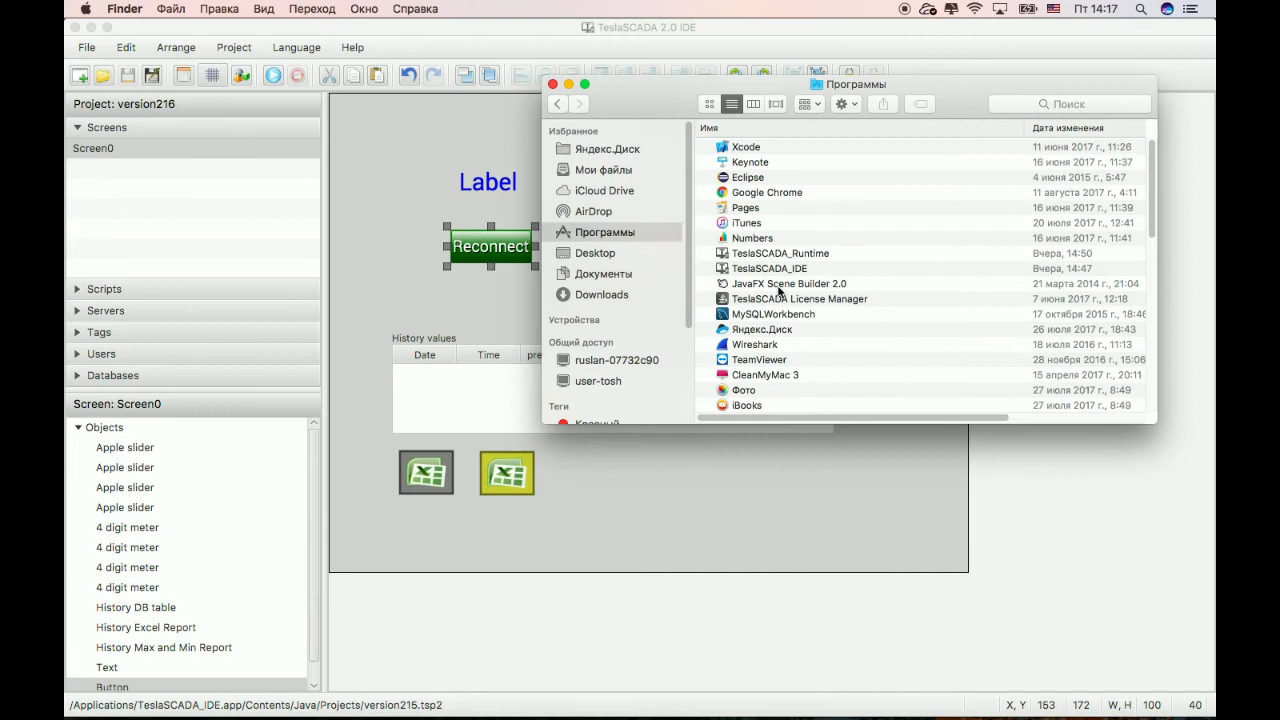 Finder Файл Правка Вид Переход Окно Справка Пт 14:17
TeslaSCADA 2.0 IDE
File Edit Arrange Project Language Help
Project: version216
Screens
Screen0
Scripts
Servers
Tags
Users
Databases
Screen: Screen0
Objects
Apple slider
Apple slider
Apple slider
Apple slider
4 digit meter
4 digit meter
4 digit meter
4 digit meter
History DB table
History Excel Report
History Max and Min Report
Text
Button
Label
Reconnect
History values
Date Time
Программы
Поиск
Избранное
Яндекс.Диск
Мои файлы
iCloud Drive
AirDrop
Программы
Desktop
Документы
Downloads
Устройства
Общий доступ
ruslan-07732c90
user-tosh
Теги
Красный
Имя Дата изменения
Xcode 11 июня 2017 г., 11:26
Keynote 16 июня 2017 г., 11:37
Eclipse 4 июня 2015 г., 5:47
Google Chrome 11 августа 2017 г., 4:11
Pages 16 июня 2017 г., 11:39
iTunes 20 июля 2017 г., 12:41
Numbers 16 июня 2017 г., 11:41
TeslaSCADA_Runtime Вчера, 14:50
TeslaSCADA_IDE Вчера, 14:47
JavaFX Scene Builder 2.0 21 марта 2014 г., 21:04
TeslaSCADA License Manager 7 июня 2017 г., 12:18
MySQLWorkbench 17 октября 2015 г., 18:46
Яндекс.Диск 26 июля 2017 г., 18:43
Wireshark 18 июля 2016 г., 11:13
TeamViewer 28 ноября 2016 г., 15:06
CleanMyMac 3 15 апреля 2017 г., 20:11
Фото 27 июля 2017 г., 8:49
iBooks 27 июля 2017 г., 8:49
/Applications/TeslaSCADA_IDE.app/Contents/Java/Projects/version215.tsp2 X, Y 153 172 W, H 100 40